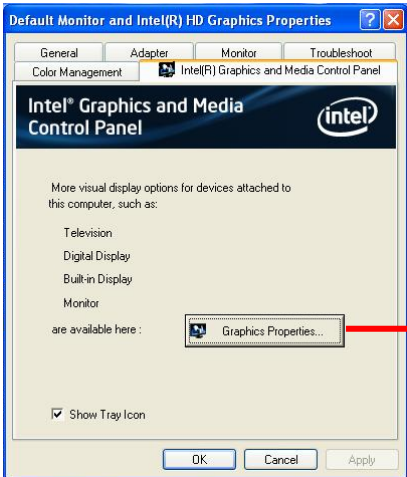 Default Monitor and Intel(R) HD Graphics Properties
General Adapter Monitor Troubleshoot
Color Management Intel(R) Graphics and Media Control Panel
Intel® Graphics and Media
Control Panel
intel
More visual display options for devices attached to
this computer, such as:
Television
Digital Display
Built-in Display
Monitor
are available here :
Graphics Properties...
Show Tray Icon
OK Cancel Apply